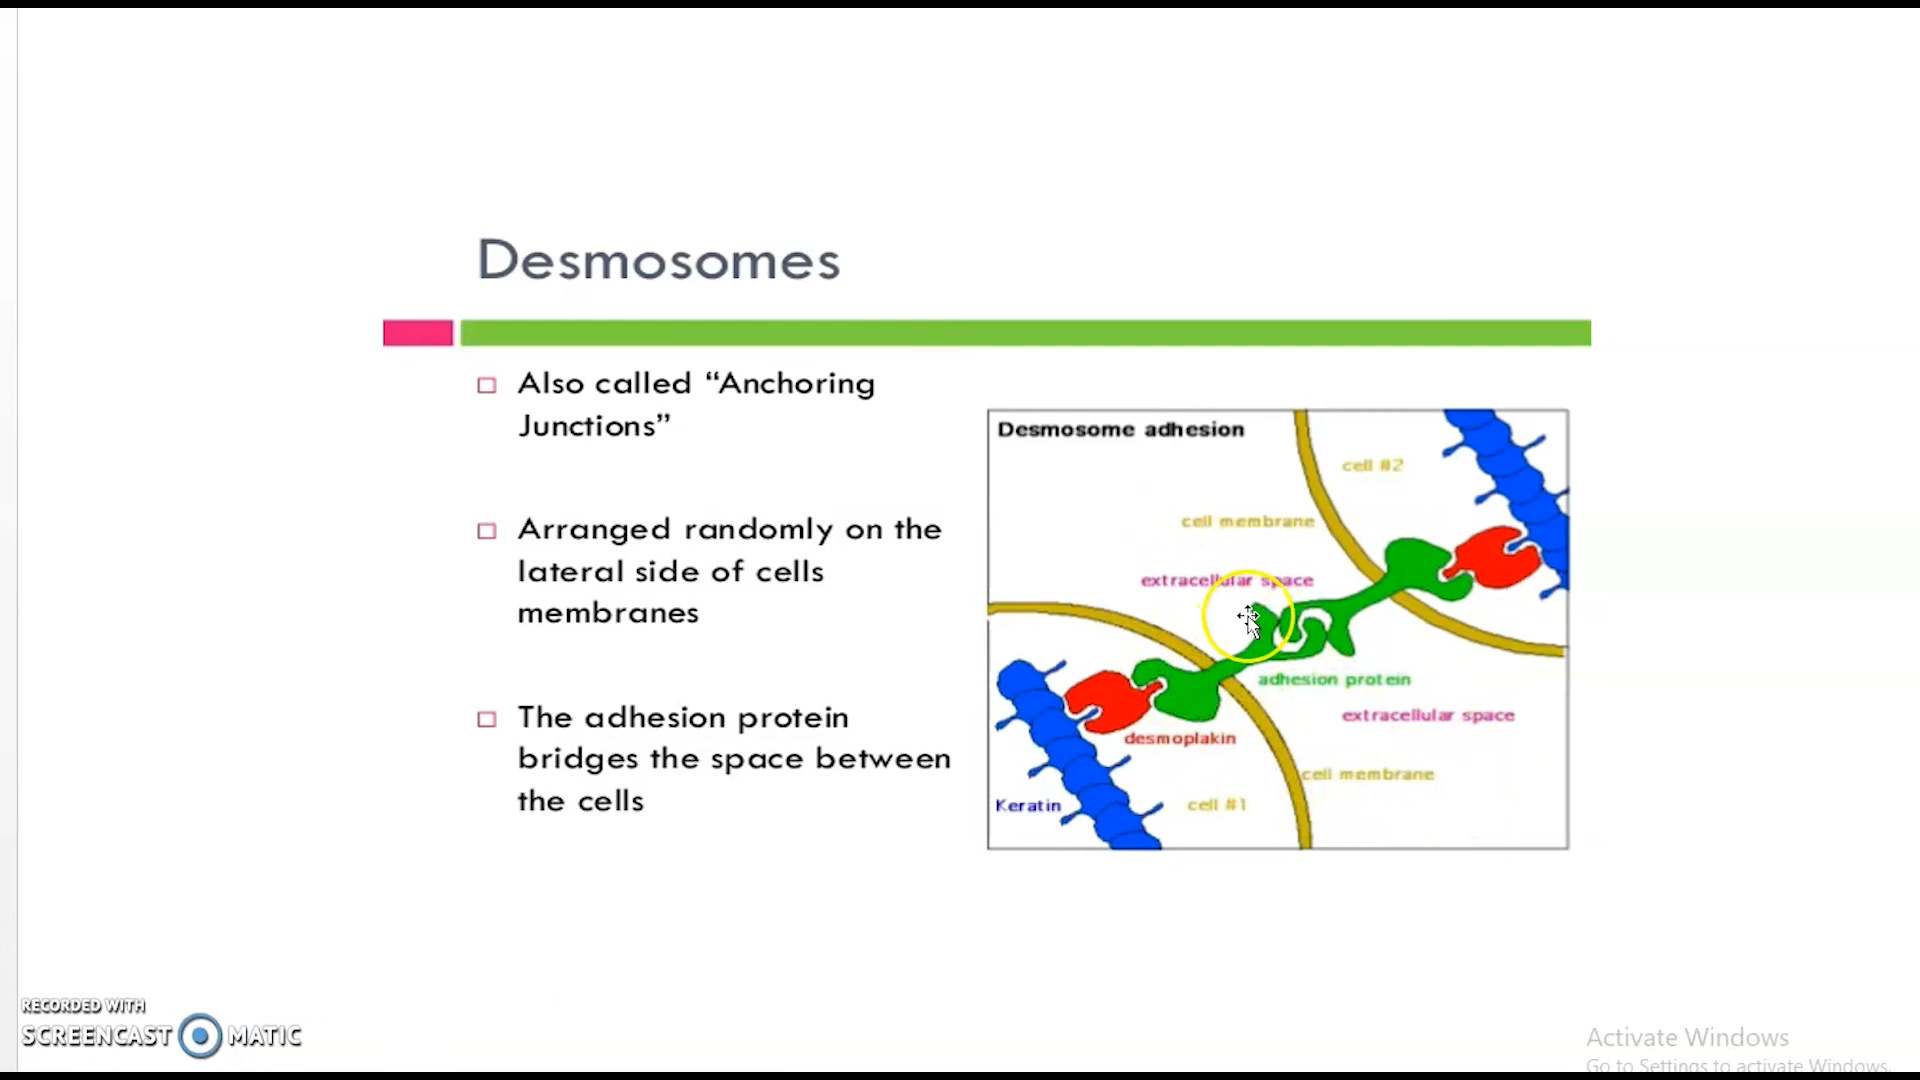 Desmosomes
Also called “Anchoring
Junctions”
Arranged randomly on the
lateral side of cells
membranes
The adhesion protein
bridges the space between
the cells
Desmosome adhesion
cell #2
cell membrane
extracellular space
adhesion protein
extracellular space
desmoplakin
cell membrane
Keratin
cell #1
RECORDED WITH
SCREENCAST MATIC
Activate Windows
Go to Settings to activate Windows.